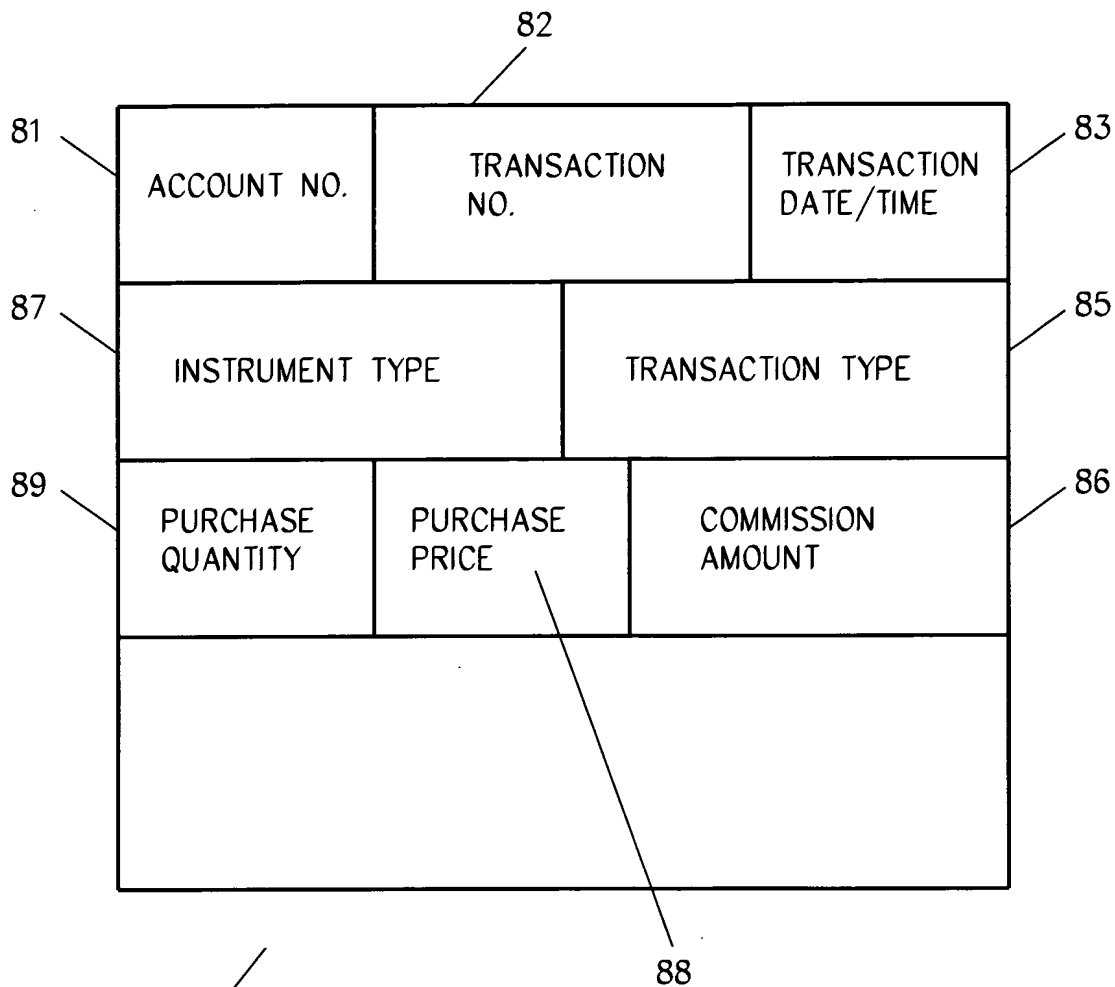 82
81
83
ACCOUNT NO.
TRANSACTION
NO.
TRANSACTION
DATE/TIME
87
85
INSTRUMENT TYPE
TRANSACTION TYPE
89
86
PURCHASE
QUANTITY
PURCHASE
PRICE
COMMISSION
AMOUNT
88